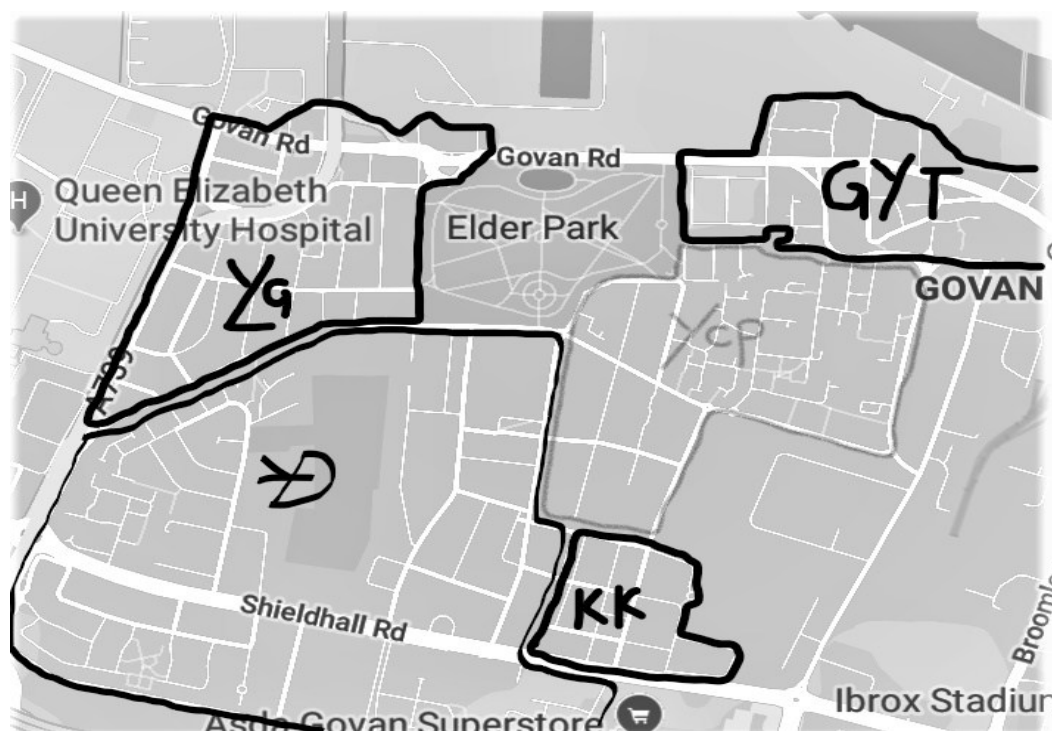 Govan Rd
Govan Rd
GYT
H
Queen Elizabeth
University Hospital
Elder Park
YG
GOVAN
YCP
A739
YD
KK
Shieldhall Rd
Ibrox Stadiu
Asda Govan Superstore